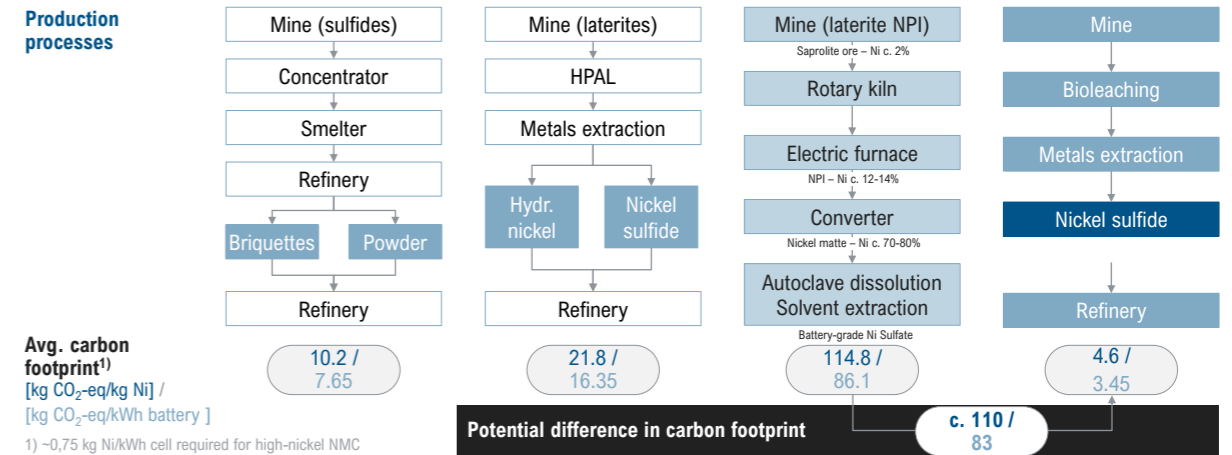 Production
processes
Mine (sulfides)
Concentrator
Smelter
Refinery
Briquettes
Powder
Refinery
Mine (laterites)
HPAL
Metals extraction
Hydr.
nickel
Nickel
sulfide
Refinery
Mine (laterite NPI)
Saprolite ore – Ni c. 2%
Rotary kiln
Electric furnace
NPI – Ni c. 12-14%
Converter
Nickel matte – Ni c. 70-80%
Autoclave dissolution
Solvent extraction
Battery-grade Ni Sulfate
Mine
Bioleaching
Metals extraction
Nickel sulfide
Refinery
Avg. carbon
footprint1)
[kg CO2-eq/kg Ni] /
[kg CO2-eq/kWh battery ]
10.2 /
7.65
21.8 /
16.35
114.8 /
86.1
4.6 /
3.45
Potential difference in carbon footprint
c. 110 /
83
1) ~0,75 kg Ni/kWh cell required for high-nickel NMC